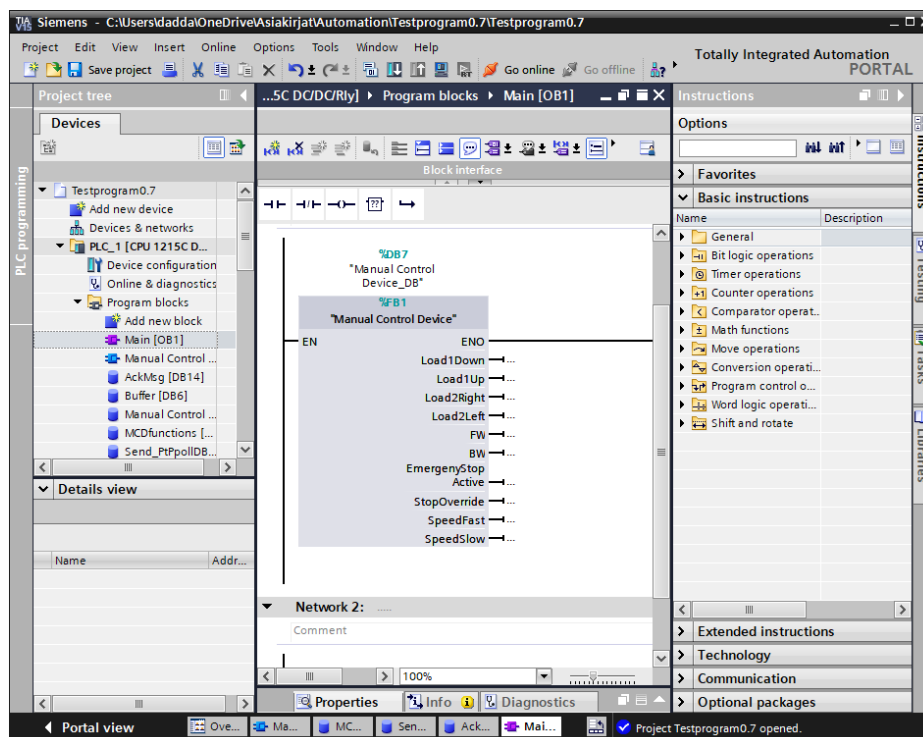 Siemens - C:\Users\dadda\OneDrive\Asiakirjat\Automation\Testprogram0.7\Testprogram0.7
Project Edit View Insert Online Options Tools Window Help
Totally Integrated Automation
PORTAL
Save project Go online Go offline
Project tree
...5C DC/DC/Rly] Program blocks Main [OB1]
Instructions
Devices
Options
Block interface
Favorites
Basic instructions
Name Description
General
Bit logic operations
Timer operations
Counter operations
Comparator operat...
Math functions
Move operations
Conversion operati...
Program control o...
Word logic operati...
Shift and rotate
Extended instructions
Technology
Communication
Optional packages
PLC programming
Testprogram0.7
Add new device
Devices & networks
PLC_1 [CPU 1215C D...
Device configuration
Online & diagnostics
Program blocks
Add new block
Main [OB1]
Manual Control ...
AckMsg [DB14]
Buffer [DB6]
Manual Control ...
MCDfunctions [...
Send_PtPpollDB...
Details view
Name Addr...
%DB7
"Manual Control
Device_DB"
%FB1
"Manual Control Device"
EN ENO
Load1Down ...
Load1Up ...
Load2Right ...
Load2Left ...
FW ...
BW ...
EmergenyStop
Active ...
StopOverride ...
SpeedFast ...
SpeedSlow ...
Network 2: .....
Comment
100%
Properties Info Diagnostics
Instructions
Testing
Tasks
Libraries
Portal view Ove... Ma... MC... Sen... Ack... Mai... Project Testprogram0.7 opened.